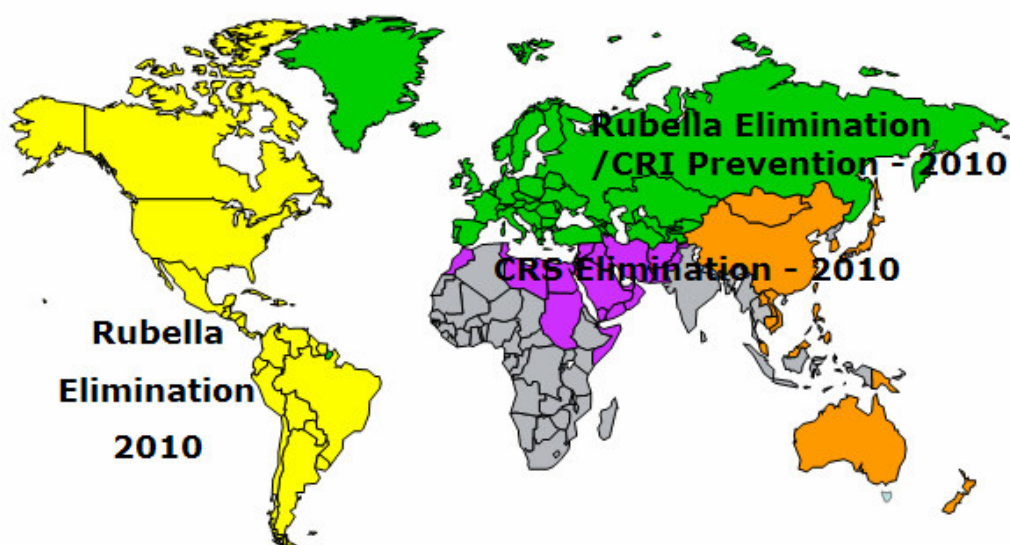 Rubella Elimination
/CRI Prevention - 2010
CRS Elimination - 2010
Rubella
Elimination
2010